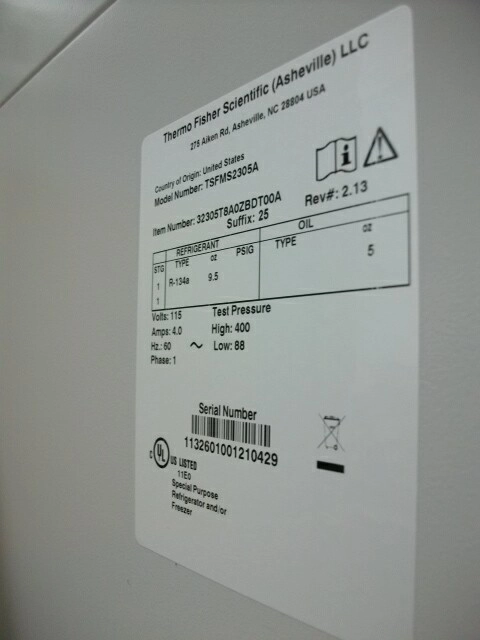 Thermo Fisher Scientific (Asheville) LLC
275 Aiken Rd, Asheville, NC 28804 USA
Country of Origin: United States
Model Number: TSFMS2305A
Item Number: 32305T8A0ZBDT00A
Suffix: 25
Rev#: 2.13
REFRIGERANT OIL
STG TYPE oz PSIG TYPE oz
1 R-134a 9.5 5
1
Volts: 115 Test Pressure
Amps: 4.0 High: 400
Hz.: 60 ~ Low: 88
Phase: 1
Serial Number
1132601001210429
C UL US LISTED
11E0
Special Purpose
Refrigerator and/or
Freezer